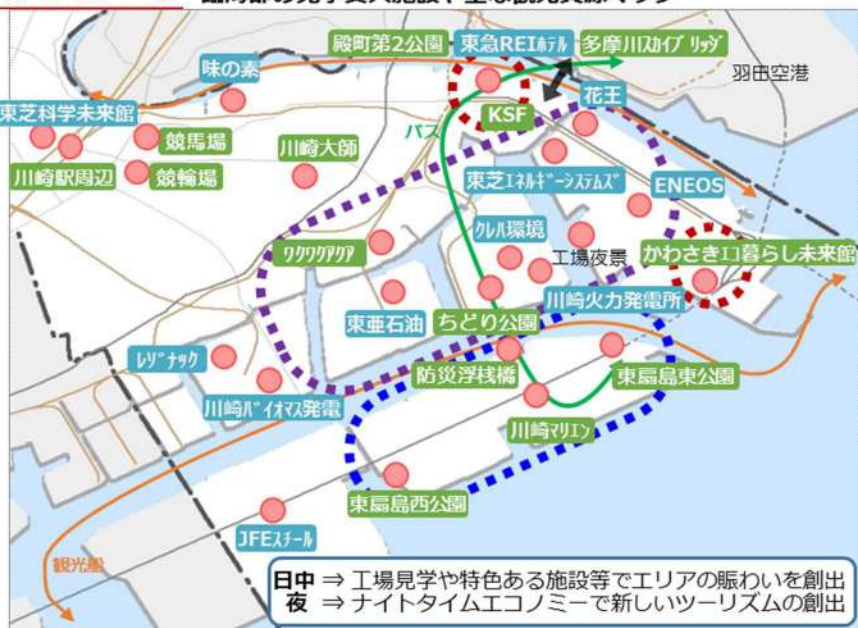 殿町第2公園
東急REIホテル
多摩川スカイブリッジ
羽田空港
味の素
花王
東芝科学未来館
競馬場
KSF
バス
川崎大師
川崎駅周辺
競輪場
東芝エネルギーシステムズ
ENEOS
ワクワクアクア
クレハ環境
工場夜景
かわさきエコ暮らし未来館
東亜石油
ちどり公園
川崎火力発電所
レゾナック
防災浮桟橋
東扇島東公園
川崎バイオマス発電
川崎マリエン
東扇島西公園
JFEスチール
観光船
日中 ⇒ 工場見学や特色ある施設等でエリアの賑わいを創出
夜 ⇒ ナイトタイムエコノミーで新しいツーリズムの創出